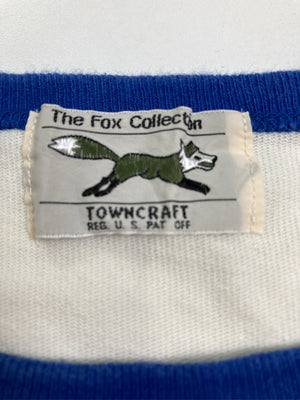 The Fox Collection
TOWNCRAFT
REG. U. S. PAT OFF